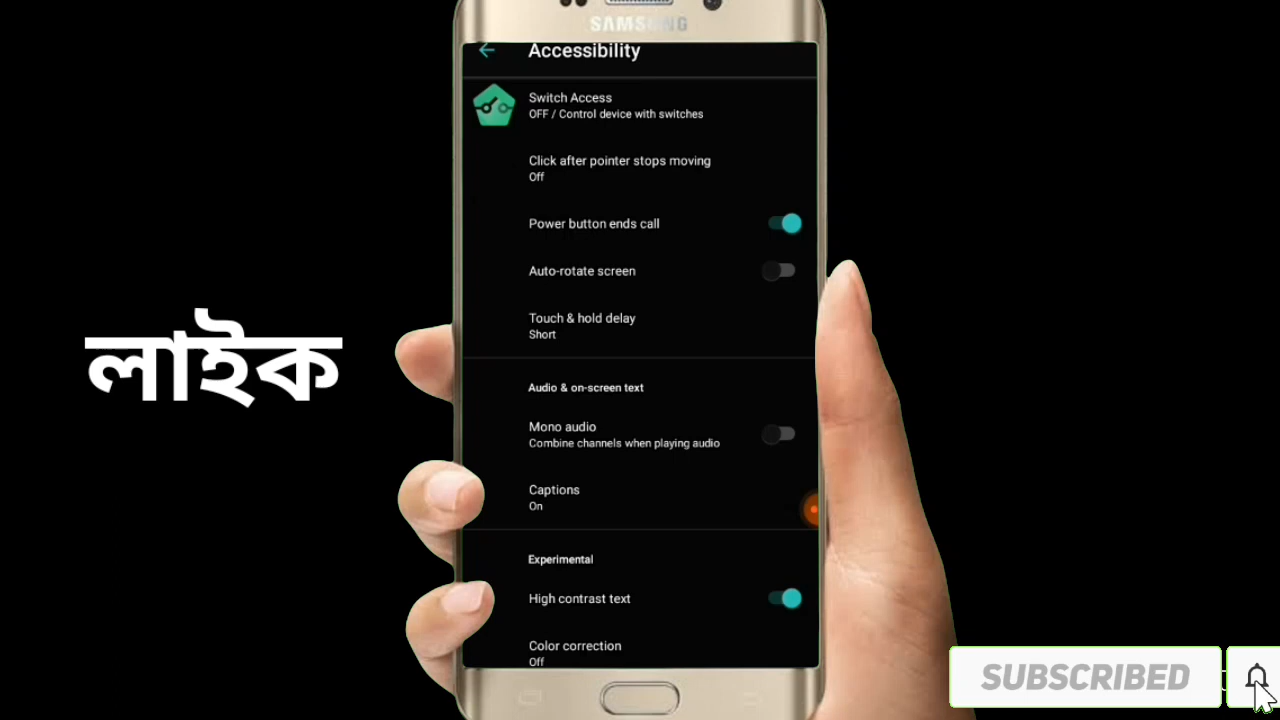 SAMSUNG
Accessibility
Switch Access
OFF / Control device with switches
Click after pointer stops moving
Off
Power button ends call
Auto-rotate screen
Touch & hold delay
Short
Audio & on-screen text
Mono audio
Combine channels when playing audio
Captions
On
Experimental
High contrast text
Color correction
Off
লাইক
SUBSCRIBED